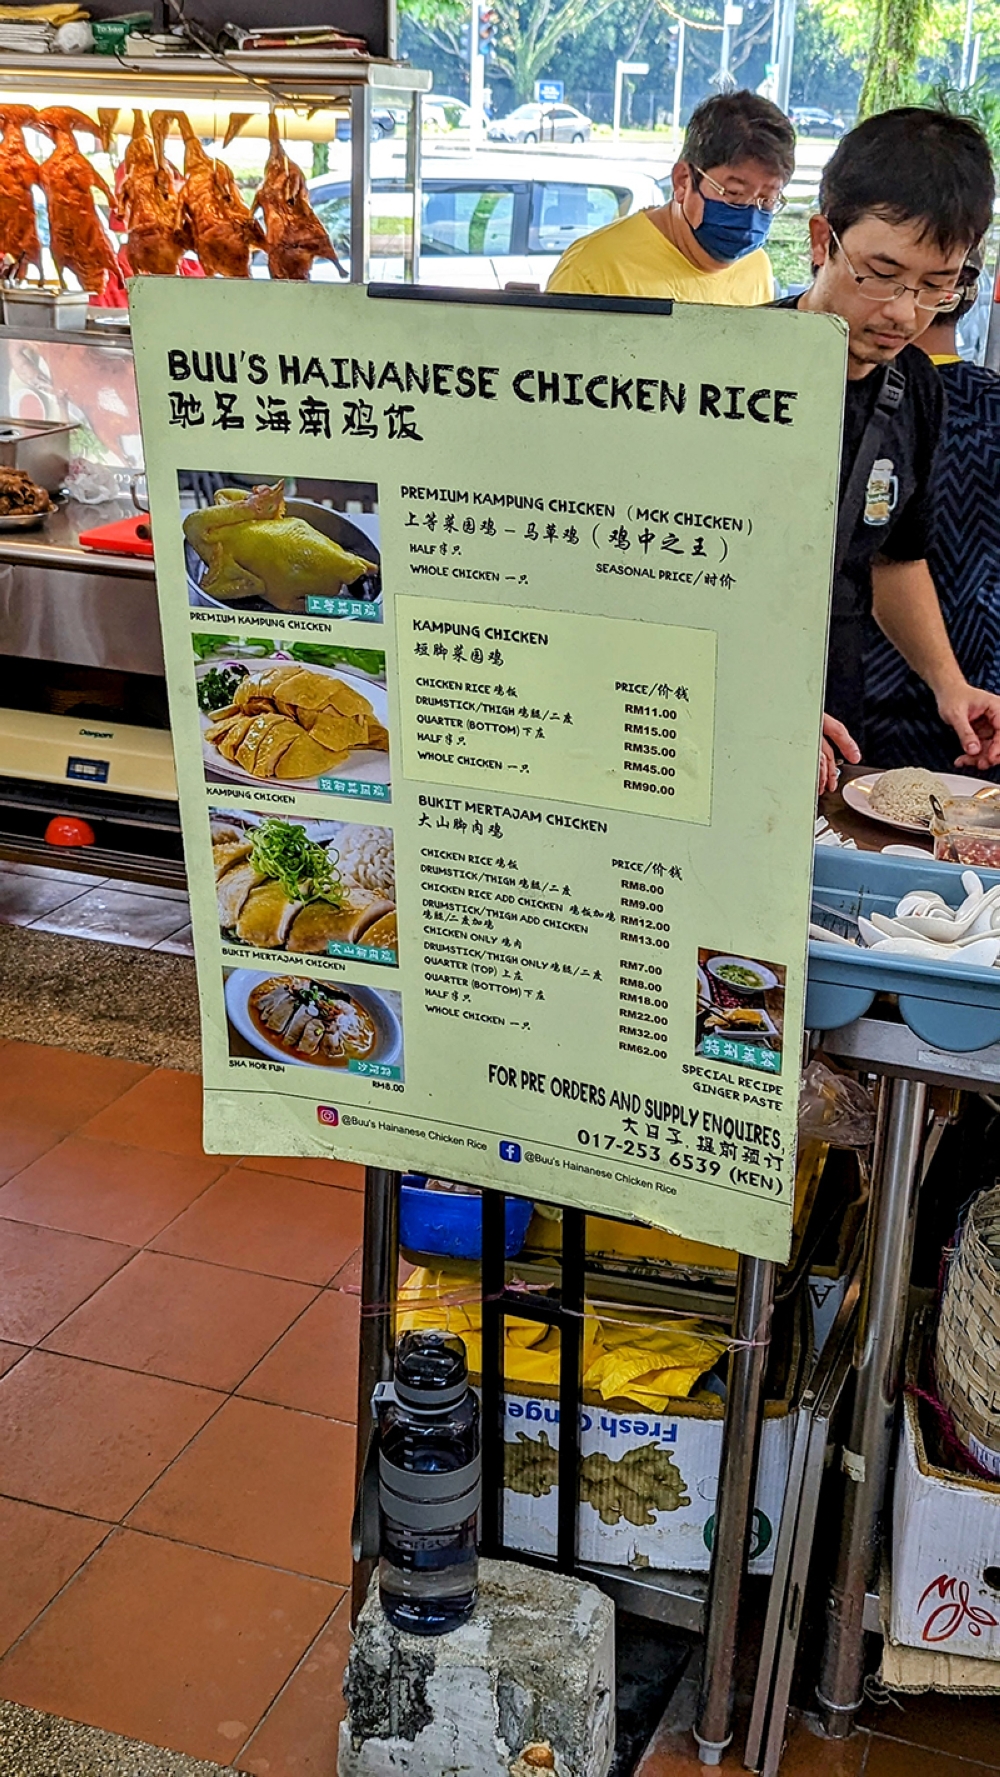 BUU'S HAINANESE CHICKEN RICE
驰名海南鸡饭
PREMIUM KAMPUNG CHICKEN (MCK CHICKEN)
上等菜园鸡 - 马草鸡 (鸡中之王)
HALF 半只
WHOLE CHICKEN 一只
SEASONAL PRICE/时价
上等菜园鸡
PREMIUM KAMPUNG CHICKEN
KAMPUNG CHICKEN
短脚菜园鸡
PRICE/价钱
CHICKEN RICE 鸡饭 RM11.00
DRUMSTICK/THIGH 鸡腿/二度 RM15.00
QUARTER (BOTTOM) 下庄 RM35.00
HALF 半只 RM45.00
WHOLE CHICKEN 一只 RM90.00
短脚菜园鸡
KAMPUNG CHICKEN
BUKIT MERTAJAM CHICKEN
大山脚肉鸡
PRICE/价钱
CHICKEN RICE 鸡饭 RM8.00
DRUMSTICK/THIGH 鸡腿/二度 RM9.00
CHICKEN RICE ADD CHICKEN 鸡饭加鸡 RM12.00
DRUMSTICK/THIGH ADD CHICKEN RM13.00
鸡腿/二度加鸡
CHICKEN ONLY 鸡肉 RM7.00
DRUMSTICK/THIGH ONLY 鸡腿/二度 RM8.00
QUARTER (TOP) 上庄 RM18.00
QUARTER (BOTTOM) 下庄 RM22.00
HALF 半只 RM32.00
WHOLE CHICKEN 一只 RM62.00
大山脚肉鸡
BUKIT MERTAJAM CHICKEN
沙河粉
SHA HOR FUN
RM8.00
特制姜蓉
SPECIAL RECIPE
GINGER PASTE
FOR PRE ORDERS AND SUPPLY ENQUIRES,
大日子, 提前预订
017-253 6539 (KEN)
@Buu's Hainanese Chicken Rice
@Buu's Hainanese Chicken Rice
Fresh Ginge